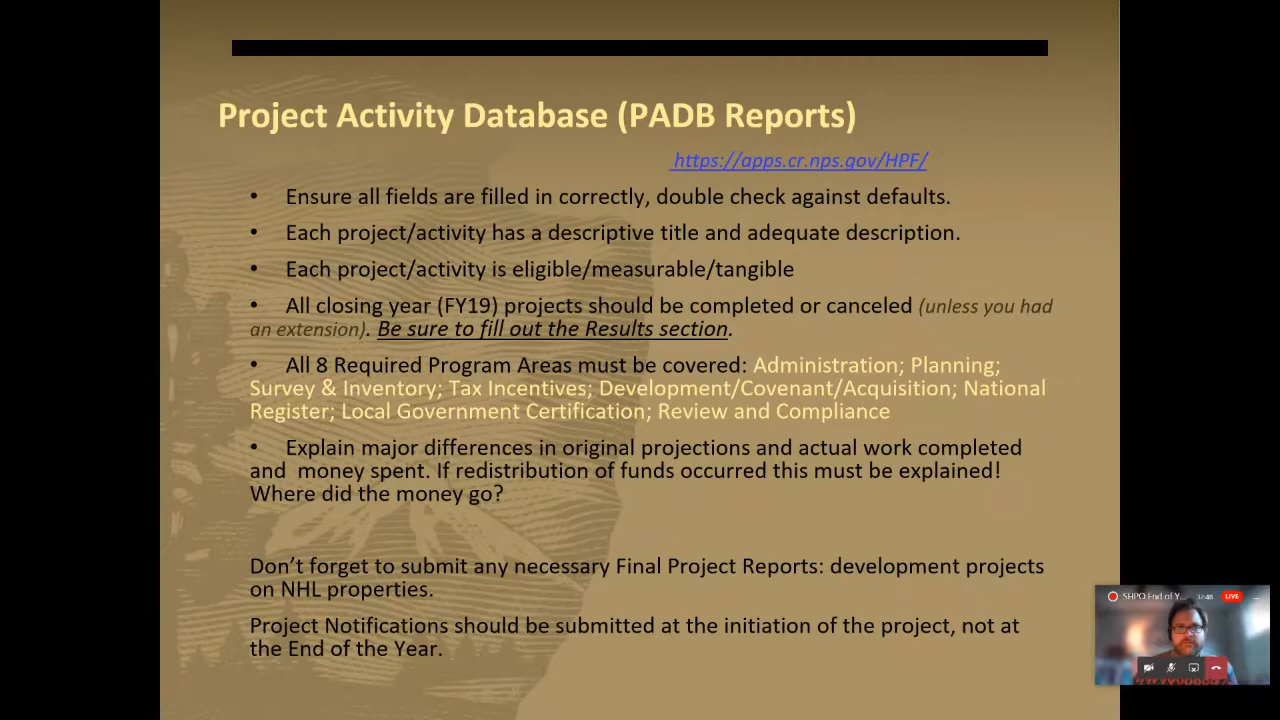 Project Activity Database (PADB Reports)
https://apps.cr.nps.gov/HPF/
• Ensure all fields are filled in correctly, double check against defaults.
• Each project/activity has a descriptive title and adequate description.
• Each project/activity is eligible/measurable/tangible
• All closing year (FY19) projects should be completed or canceled (unless you had
an extension). Be sure to fill out the Results section.
• All 8 Required Program Areas must be covered: Administration; Planning;
Survey & Inventory; Tax Incentives; Development/Covenant/Acquisition; National
Register; Local Government Certification; Review and Compliance
• Explain major differences in original projections and actual work completed
and money spent. If redistribution of funds occurred this must be explained!
Where did the money go?
Don’t forget to submit any necessary Final Project Reports: development projects
on NHL properties.
Project Notifications should be submitted at the initiation of the project, not at
the End of the Year.
SHPO End of Y... LIVE